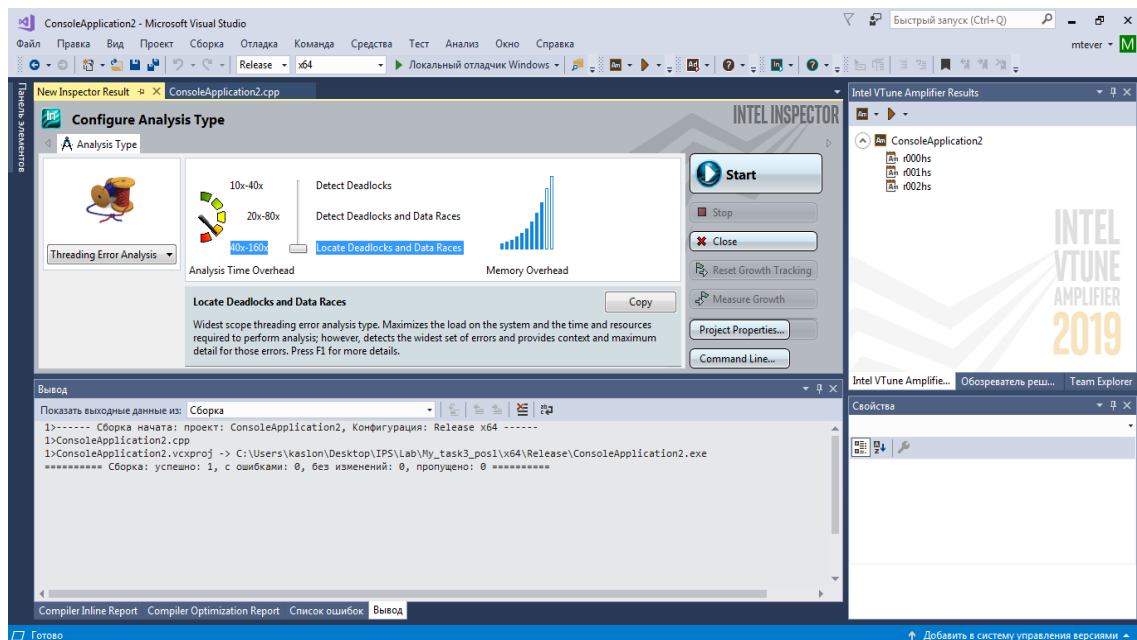 ConsoleApplication2 - Microsoft Visual Studio
Быстрый запуск (Ctrl+Q)
Файл Правка Вид Проект Сборка Отладка Команда Средства Тест Анализ Окно Справка
mtever M
Release x64 Локальный отладчик Windows
Панель элементов
New Inspector Result ConsoleApplication2.cpp
Configure Analysis Type
INTEL INSPECTOR
Analysis Type
Threading Error Analysis
10x-40x Detect Deadlocks
20x-80x Detect Deadlocks and Data Races
40x-160x Locate Deadlocks and Data Races
Analysis Time Overhead Memory Overhead
Locate Deadlocks and Data Races
Copy
Widest scope threading error analysis type. Maximizes the load on the system and the time and resources
required to perform analysis; however, detects the widest set of errors and provides context and maximum
detail for those errors. Press F1 for more details.
Start
Stop
Close
Reset Growth Tracking
Measure Growth
Project Properties...
Command Line...
Intel VTune Amplifier Results
Am
Am ConsoleApplication2
r000hs
r001hs
r002hs
INTEL
VTUNE
AMPLIFIER
2019
Intel VTune Amplifie... Обозреватель реш... Team Explorer
Свойства
Вывод
Показать выходные данные из: Сборка
1>------ Сборка начата: проект: ConsoleApplication2, Конфигурация: Release x64 ------
1>ConsoleApplication2.cpp
1>ConsoleApplication2.vcxproj -> C:\Users\kaslon\Desktop\IPS\Lab\My_task3_posl\x64\Release\ConsoleApplication2.exe
========== Сборка: успешно: 1, с ошибками: 0, без изменений: 0, пропущено: 0 ==========
Compiler Inline Report Compiler Optimization Report Список ошибок Вывод
Готово
Добавить в систему управления версиями